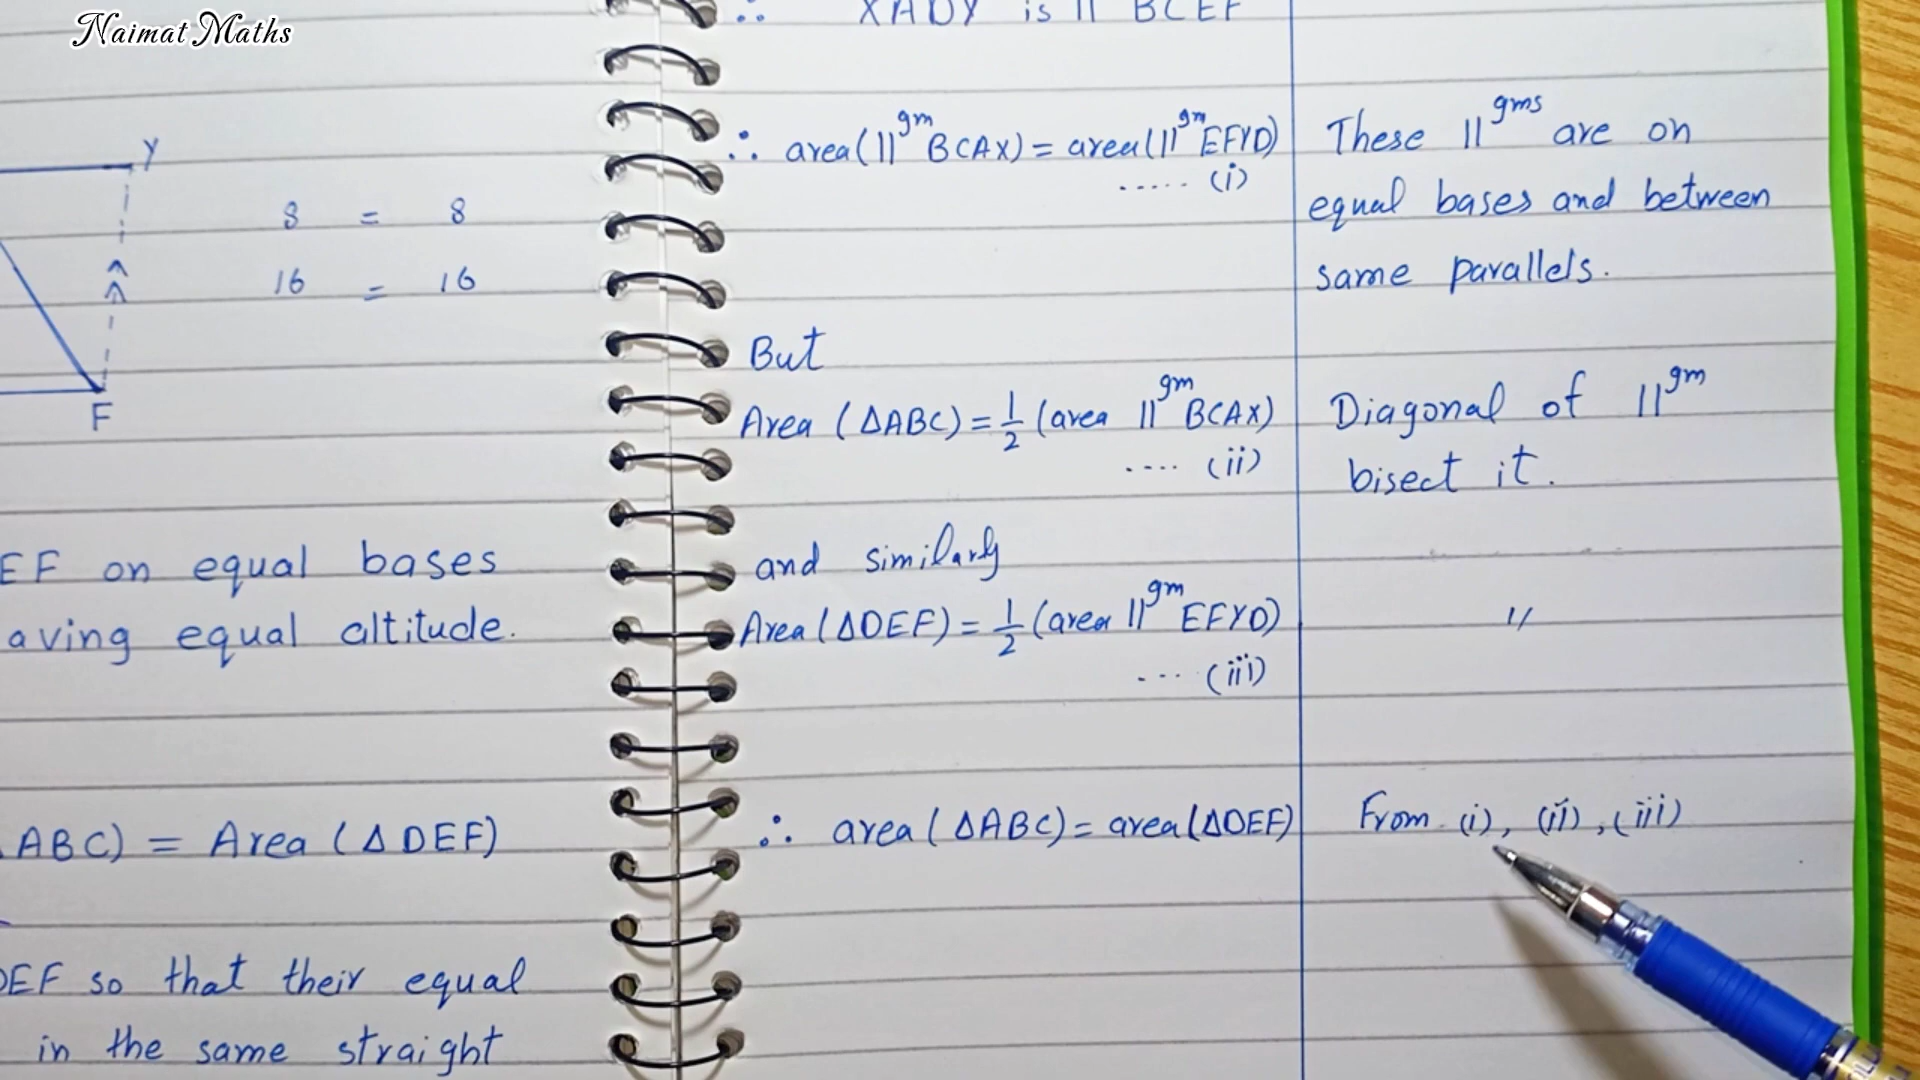 Naimat Maths
Y
8 = 8
16 = 16
F
EF on equal bases
aving equal altitude.
ABC) = Area (Δ DEF)
DEF so that their equal
in the same straight
∴ XADY is || BCEF
∴ area(||gm BCAX) = area(||gm EFYD)
..... (i)
These ||gms are on
equal bases and between
same parallels.
But
Area (ΔABC) = 1/2 (area ||gm BCAX)
.... (ii)
Diagonal of ||gm
bisect it.
and similarly
Area (ΔDEF) = 1/2 (area ||gm EFYD)
... (iii)
"
∴ area (ΔABC) = area(ΔDEF)
From (i), (ii), (iii)